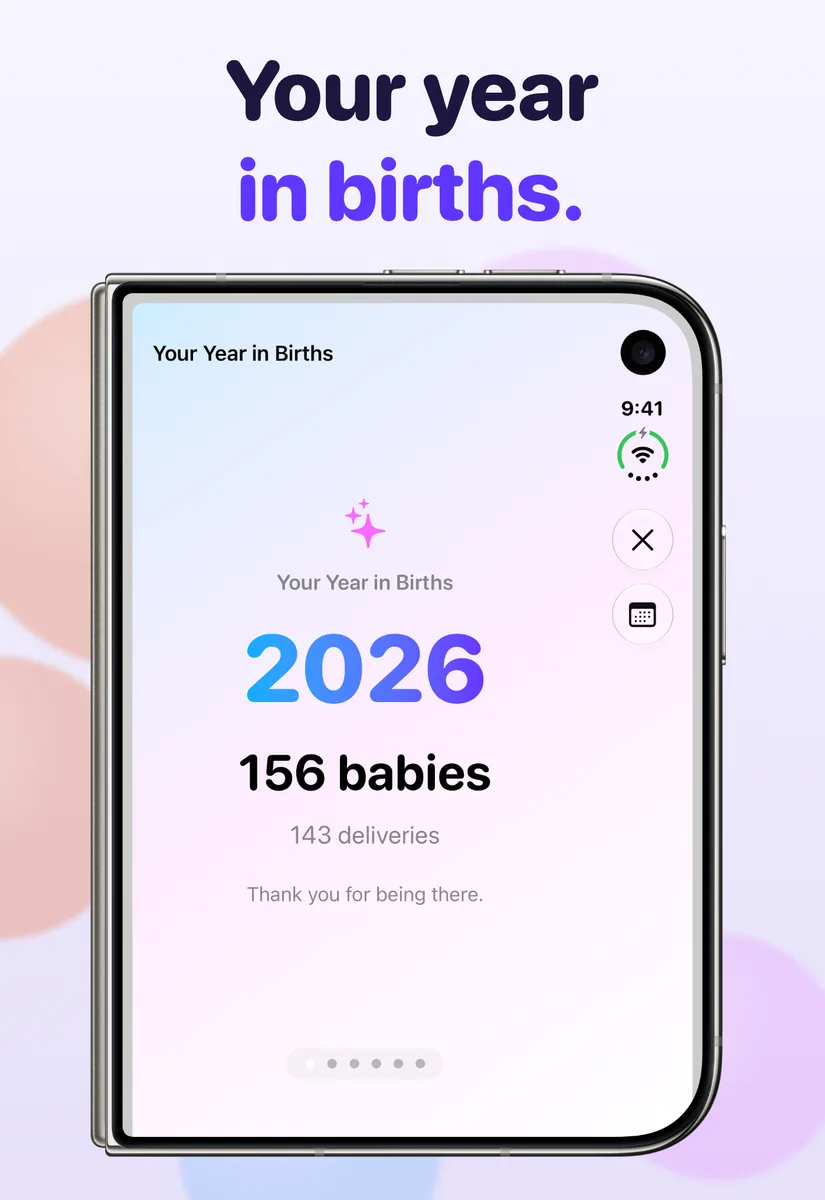 Your year
in births.
Your Year in Births
9:41
Your Year in Births
2026
156 babies
143 deliveries
Thank you for being there.